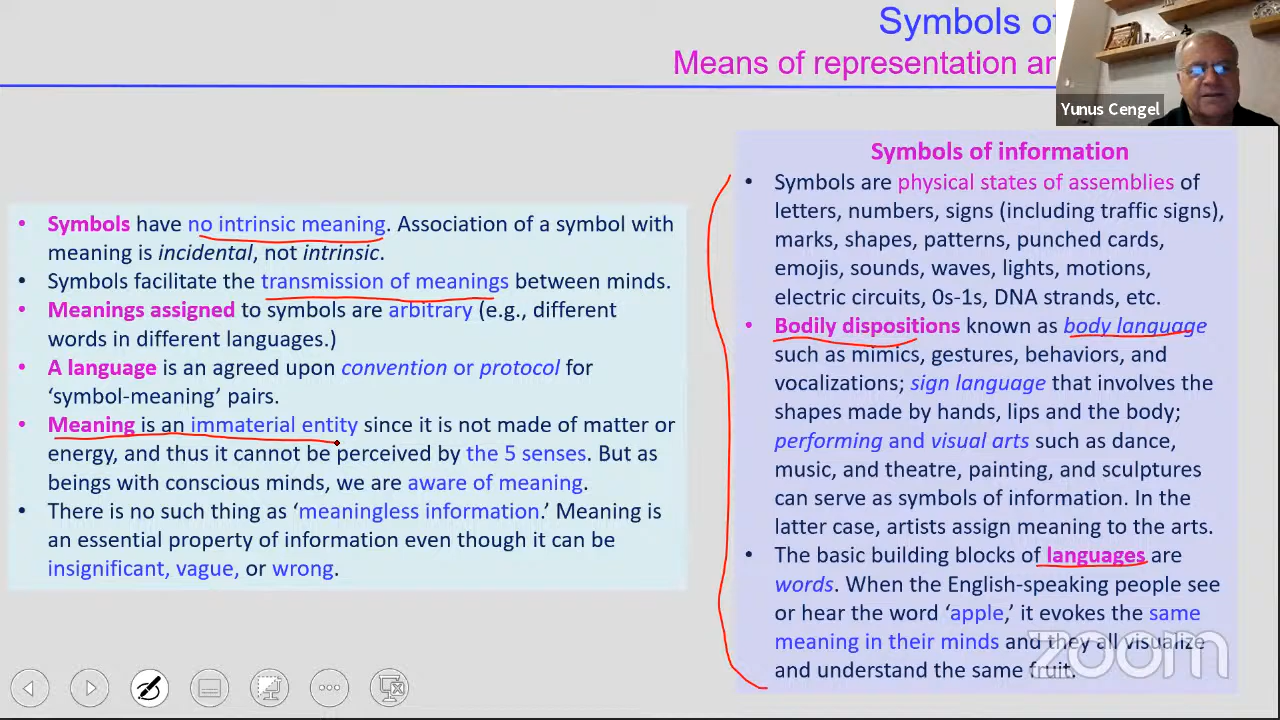 Symbols of
Means of representation an
Yunus Cengel
• Symbols have no intrinsic meaning. Association of a symbol with
meaning is incidental, not intrinsic.
• Symbols facilitate the transmission of meanings between minds.
• Meanings assigned to symbols are arbitrary (e.g., different
words in different languages.)
• A language is an agreed upon convention or protocol for
‘symbol-meaning’ pairs.
• Meaning is an immaterial entity since it is not made of matter or
energy, and thus it cannot be perceived by the 5 senses. But as
beings with conscious minds, we are aware of meaning.
• There is no such thing as ‘meaningless information.’ Meaning is
an essential property of information even though it can be
insignificant, vague, or wrong.
Symbols of information
• Symbols are physical states of assemblies of
letters, numbers, signs (including traffic signs),
marks, shapes, patterns, punched cards,
emojis, sounds, waves, lights, motions,
electric circuits, 0s-1s, DNA strands, etc.
• Bodily dispositions known as body language
such as mimics, gestures, behaviors, and
vocalizations; sign language that involves the
shapes made by hands, lips and the body;
performing and visual arts such as dance,
music, and theatre, painting, and sculptures
can serve as symbols of information. In the
latter case, artists assign meaning to the arts.
• The basic building blocks of languages are
words. When the English-speaking people see
or hear the word ‘apple,’ it evokes the same
meaning in their minds and they all visualize
and understand the same fruit.
zoom